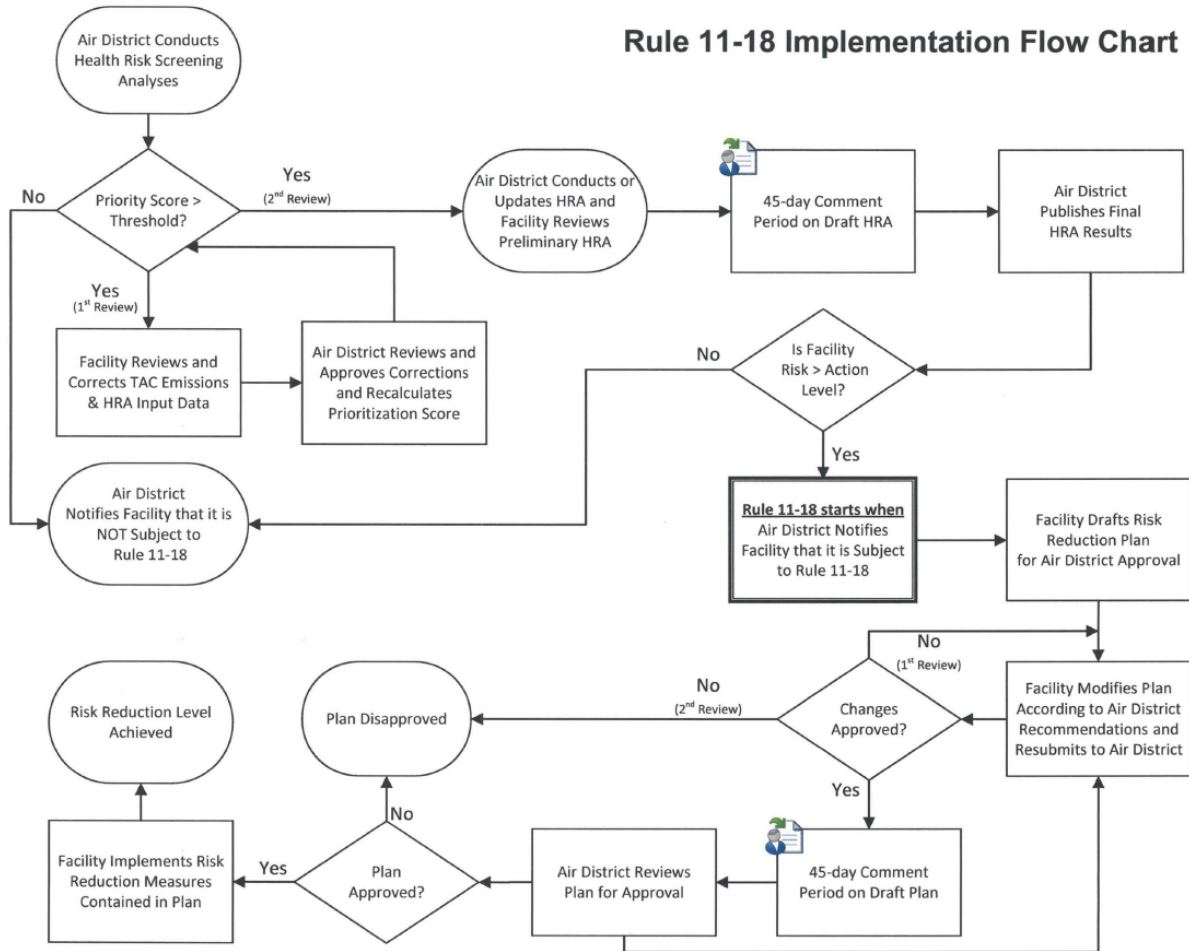 Rule 11-18 Implementation Flow Chart
Air District Conducts
Health Risk Screening
Analyses
No
Priority Score >
Threshold?
Yes
(2nd Review)
Air District Conducts or
Updates HRA and
Facility Reviews
Preliminary HRA
45-day Comment
Period on Draft HRA
Air District
Publishes Final
HRA Results
Yes
(1st Review)
Facility Reviews and
Corrects TAC Emissions
& HRA Input Data
Air District Reviews and
Approves Corrections
and Recalculates
Prioritization Score
No
Is Facility
Risk > Action
Level?
Yes
Air District
Notifies Facility that it is
NOT Subject to
Rule 11-18
Rule 11-18 starts when
Air District Notifies
Facility that it is Subject
to Rule 11-18
Facility Drafts Risk
Reduction Plan
for Air District Approval
No
(1st Review)
Risk Reduction Level
Achieved
Plan Disapproved
No
(2nd Review)
Changes
Approved?
Facility Modifies Plan
According to Air District
Recommendations and
Resubmits to Air District
Yes
No
Facility Implements Risk
Reduction Measures
Contained in Plan
Yes
Plan
Approved?
Air District Reviews
Plan for Approval
45-day Comment
Period on Draft Plan